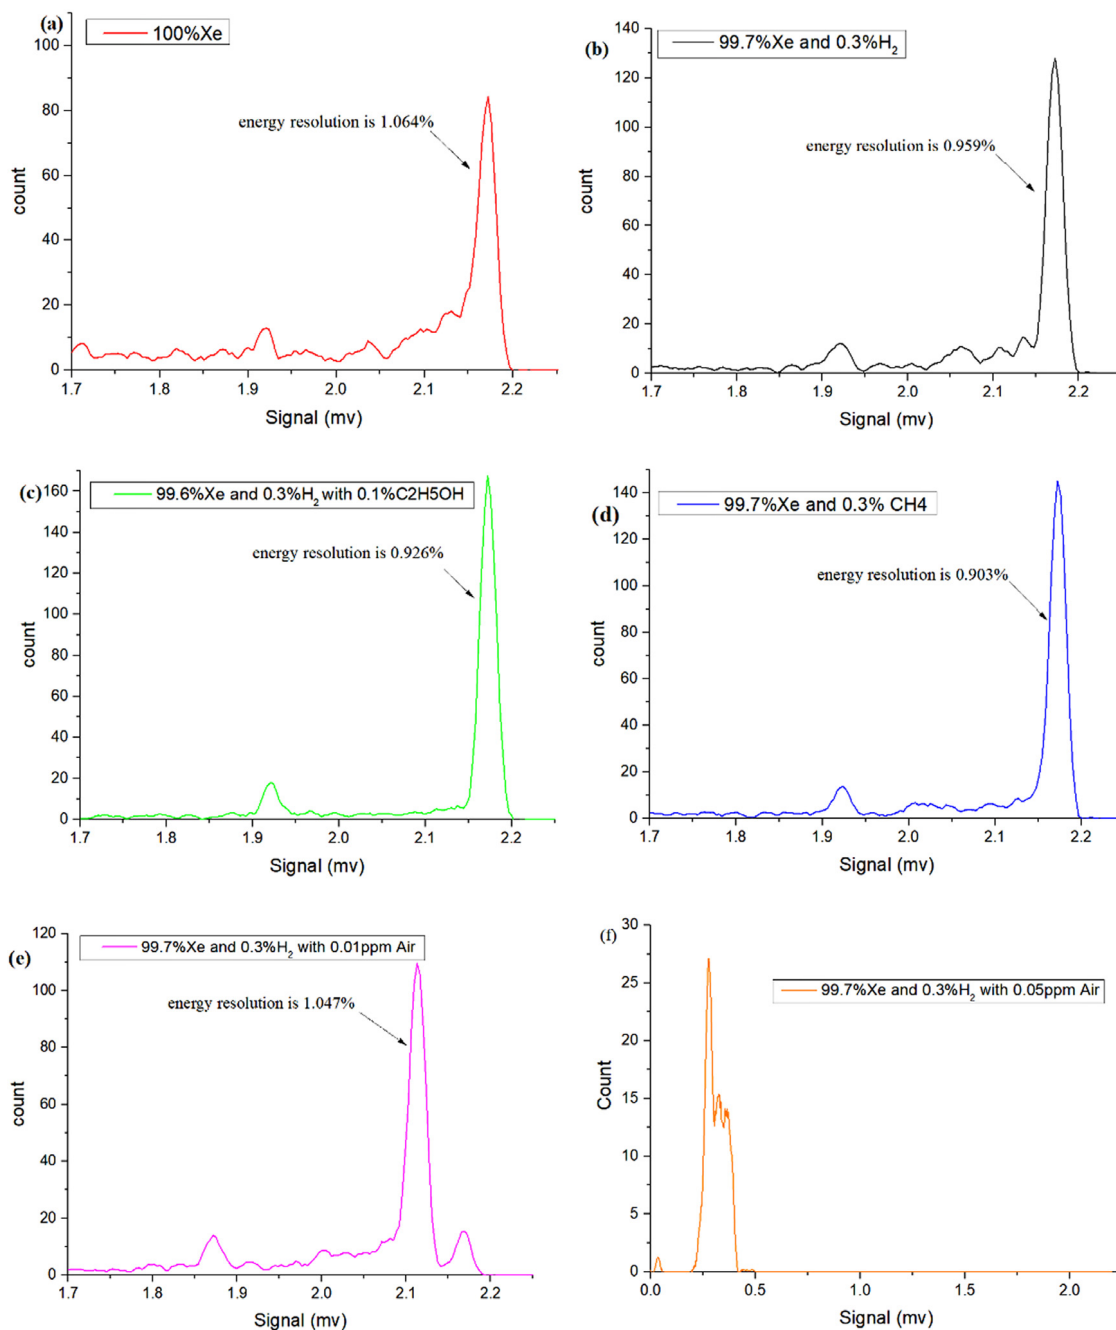 (a)
100%Xe
energy resolution is 1.064%
count
100
80
60
40
20
0
1.7 1.8 1.9 2.0 2.1 2.2
Signal (mv)
(b)
99.7%Xe and 0.3%H2
energy resolution is 0.959%
count
140
120
100
80
60
40
20
0
1.7 1.8 1.9 2.0 2.1 2.2
Signal (mv)
(c)
99.6%Xe and 0.3%H2 with 0.1%C2H5OH
energy resolution is 0.926%
count
160
140
120
100
80
60
40
20
0
1.7 1.8 1.9 2.0 2.1 2.2
Signal (mv)
(d)
99.7%Xe and 0.3% CH4
energy resolution is 0.903%
count
140
120
100
80
60
40
20
0
1.7 1.8 1.9 2.0 2.1 2.2
Signal (mv)
(e)
99.7%Xe and 0.3%H2 with 0.01ppm Air
energy resolution is 1.047%
count
120
100
80
60
40
20
0
1.7 1.8 1.9 2.0 2.1 2.2
Signal (mv)
(f)
99.7%Xe and 0.3%H2 with 0.05ppm Air
Count
30
25
20
15
10
5
0
0.0 0.5 1.0 1.5 2.0
Signal (mv)